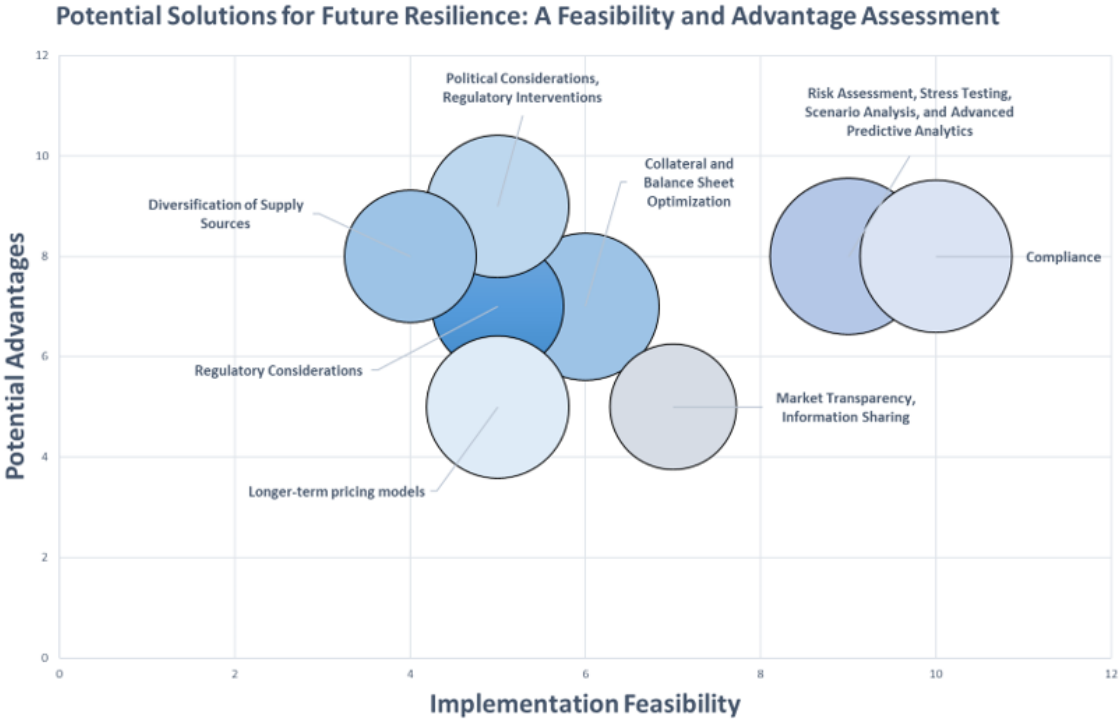 Potential Solutions for Future Resilience: A Feasibility and Advantage Assessment
Potential Advantages
12
10
8
6
4
2
0
Political Considerations,
Regulatory Interventions
Risk Assessment, Stress Testing,
Scenario Analysis, and Advanced
Predictive Analytics
Collateral and
Balance Sheet
Optimization
Diversification of Supply
Sources
Compliance
Regulatory Considerations
Market Transparency,
Information Sharing
Longer-term pricing models
0 2 4 6 8 10 12
Implementation Feasibility